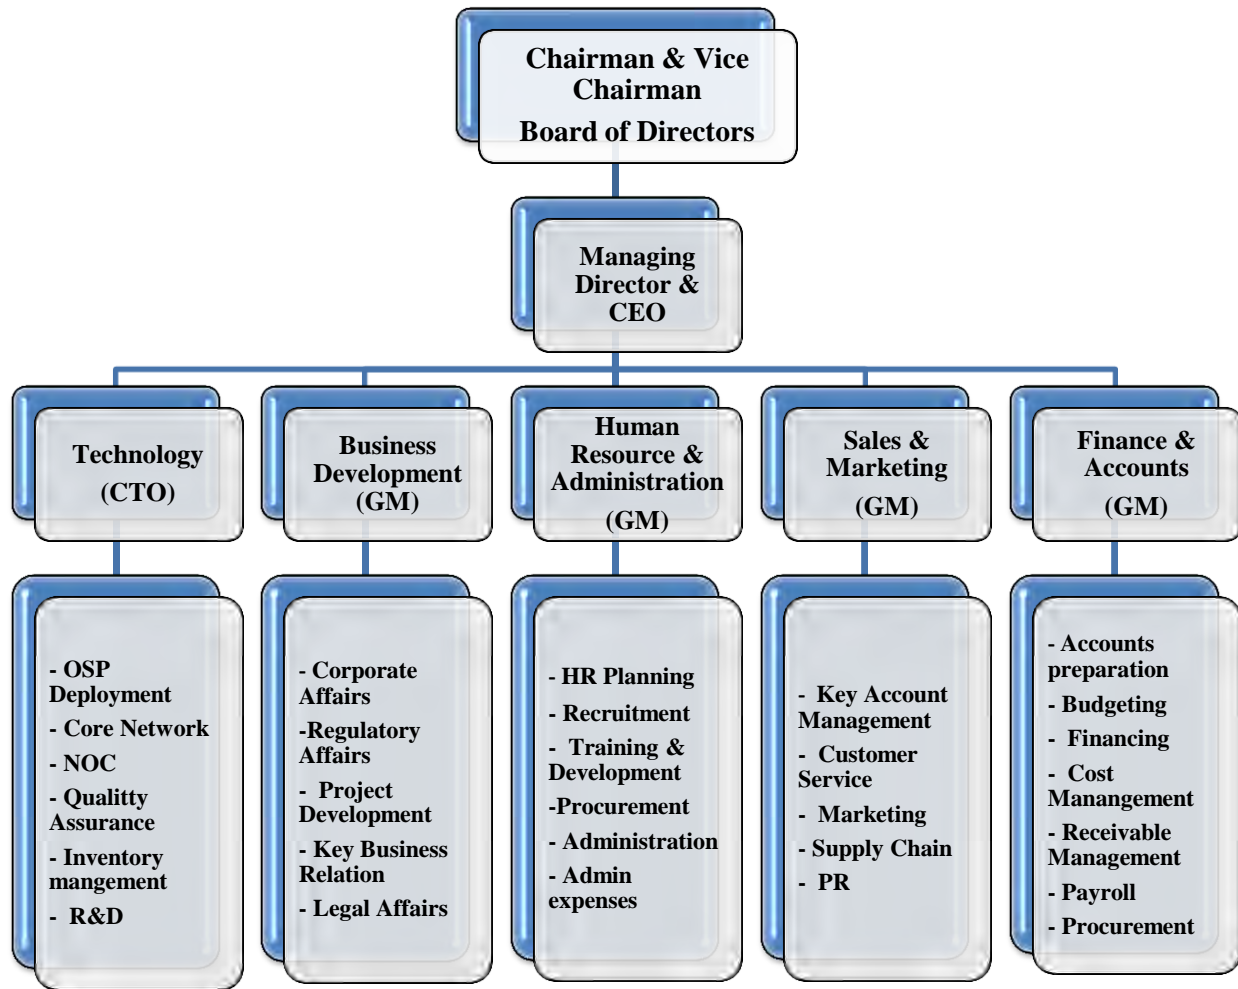 Chairman & Vice
Chairman
Board of Directors
Managing
Director &
CEO
Technology
(CTO)
Business
Development
(GM)
Human
Resource &
Administration
(GM)
Sales &
Marketing
(GM)
Finance &
Accounts
(GM)
- OSP
Deployment
- Core Network
- NOC
- Qualitty
Assurance
- Inventory
mangement
- R&D
- Corporate
Affairs
-Regulatory
Affairs
- Project
Development
- Key Business
Relation
- Legal Affairs
- HR Planning
- Recruitment
- Training &
Development
-Procurement
- Administration
- Admin
expenses
- Key Account
Management
- Customer
Service
- Marketing
- Supply Chain
- PR
- Accounts
preparation
- Budgeting
- Financing
- Cost
Manangement
- Receivable
Management
- Payroll
- Procurement